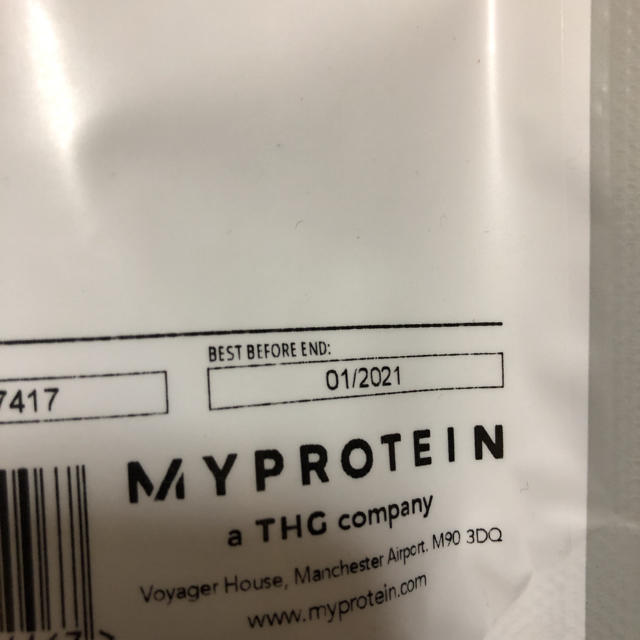 BEST BEFORE END:
7417
01/2021
MYPROTEIN
a THG company
Voyager House, Manchester Airport. M90 3DQ
www.myprotein.com